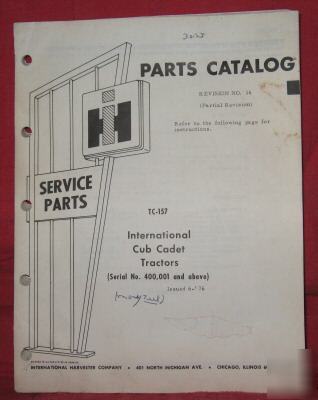 PARTS CATALOG
REVISION NO. 16
(Partial Revision)
Refer to the following page for
instructions.
IH
SERVICE
PARTS
TC-157
International
Cub Cadet
Tractors
(Serial No. 400,001 and above)
Issued 6-'76
INTERNATIONAL HARVESTER COMPANY • 401 NORTH MICHIGAN AVE. • CHICAGO, ILLINOIS